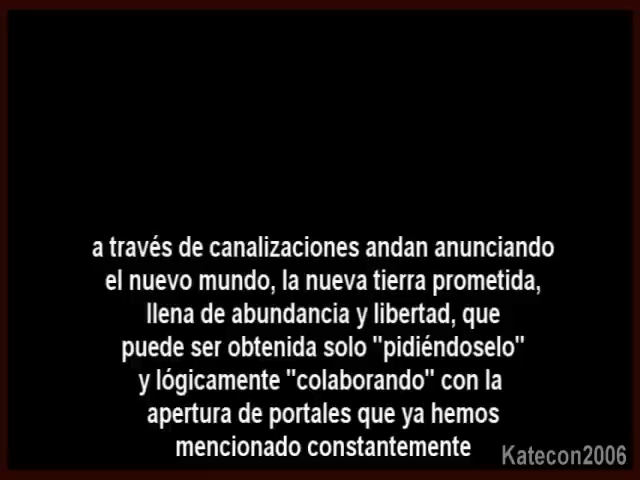 a través de canalizaciones andan anunciando
el nuevo mundo, la nueva tierra prometida,
llena de abundancia y libertad, que
puede ser obtenida solo "pidiéndoselo"
y lógicamente "colaborando" con la
apertura de portales que ya hemos
mencionado constantemente
Katecon2006